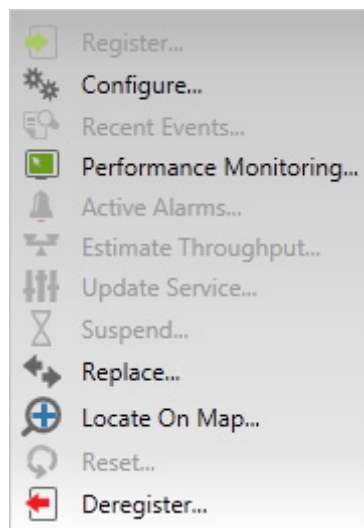 Register...
Configure...
Recent Events...
Performance Monitoring...
Active Alarms...
Estimate Throughput...
Update Service...
Suspend...
Replace...
Locate On Map...
Reset...
Deregister...